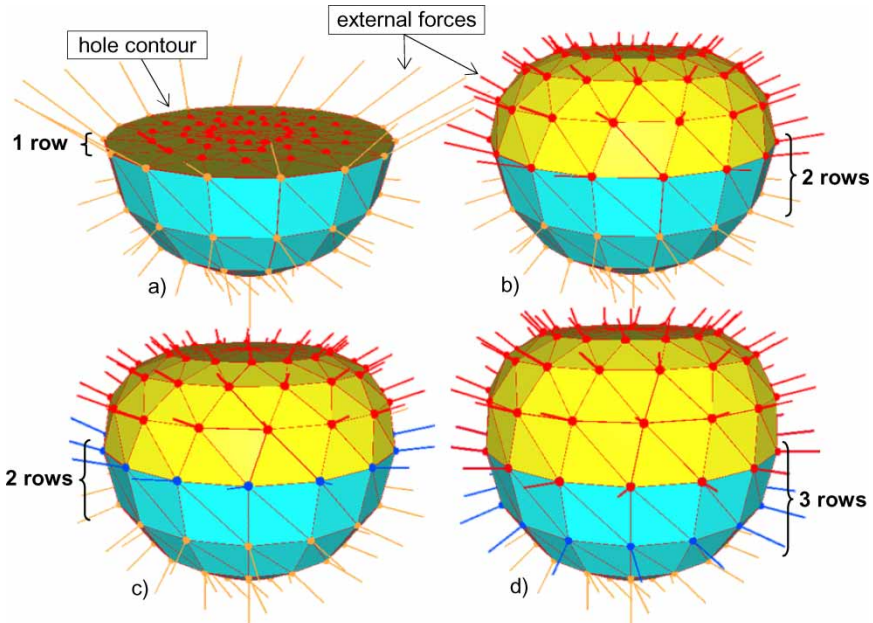 external forces
hole contour
1 row
2 rows
a)
b)
2 rows
3 rows
c)
d)